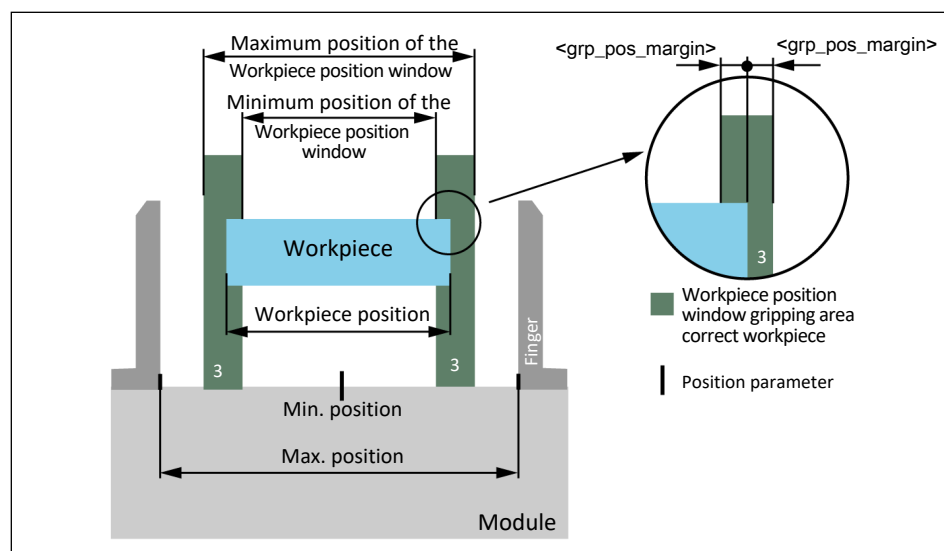 Maximum position of the
Workpiece position window
Minimum position of the
Workpiece position
window
<grp_pos_margin> <grp_pos_margin>
Workpiece
Workpiece position
3
3
Finger
Min. position
Max. position
Module
3
Workpiece position
window gripping area
correct workpiece
Position parameter